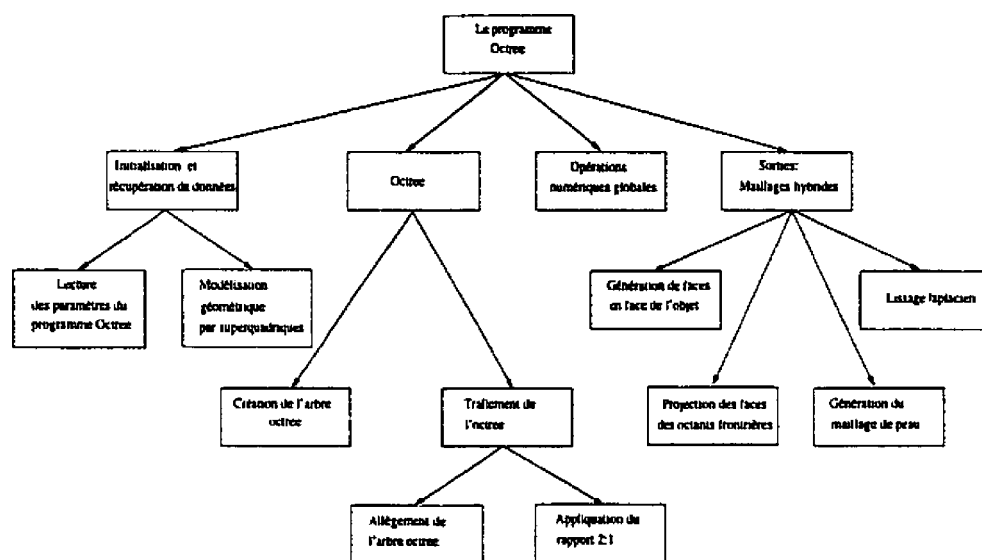 Le programme
Octree
Initialisation et
récupération de données
Octree
Opérations
numériques globales
Sorties:
Maillages hybrides
Lecture
des paramètres du
programme Octree
Modélisation
géométrique
par superquadriques
Génération de faces
en face de l'objet
Lissage laplacien
Création de l'arbre
octree
Traitement de
l'octree
Projection des faces
des octants frontières
Génération du
maillage de peau
Allègement de
l'arbre octree
Appliquation du
rapport 2:1